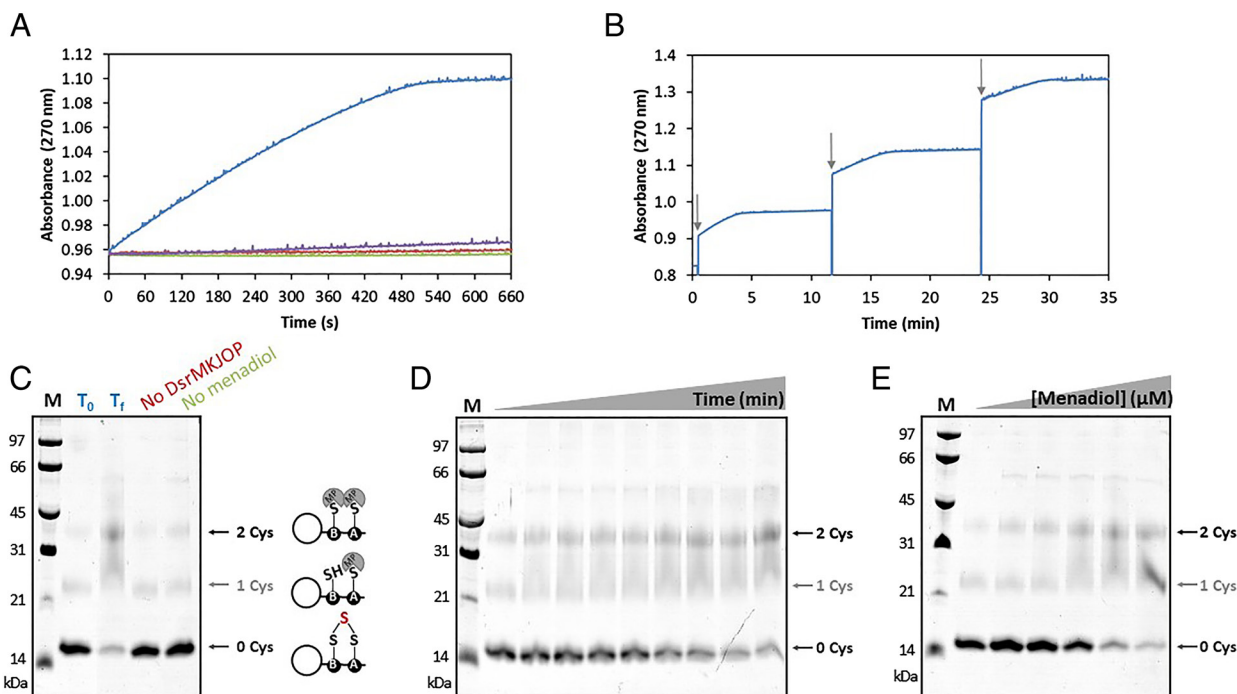 A
1.12
1.10
1.08
1.06
1.04
1.02
1.00
0.98
0.96
0.94
Absorbance (270 nm)
0 60 120 180 240 300 360 420 480 540 600 660
Time (s)
B
1.4
1.3
1.2
1.1
1.0
0.9
0.8
Absorbance (270 nm)
0 5 10 15 20 25 30 35
Time (min)
C
M T0 Tf No DsrMKJOP No menadiol
97
66
45
31
21
14
kDa
2 Cys
1 Cys
0 Cys
MP MP
S S
B A
MP
SH S
B A
S
S S
B A
D
M Time (min)
97
66
45
31
21
14
kDa
2 Cys
1 Cys
0 Cys
E
M [Menadiol] (μM)
97
66
45
31
21
14
kDa
2 Cys
1 Cys
0 Cys